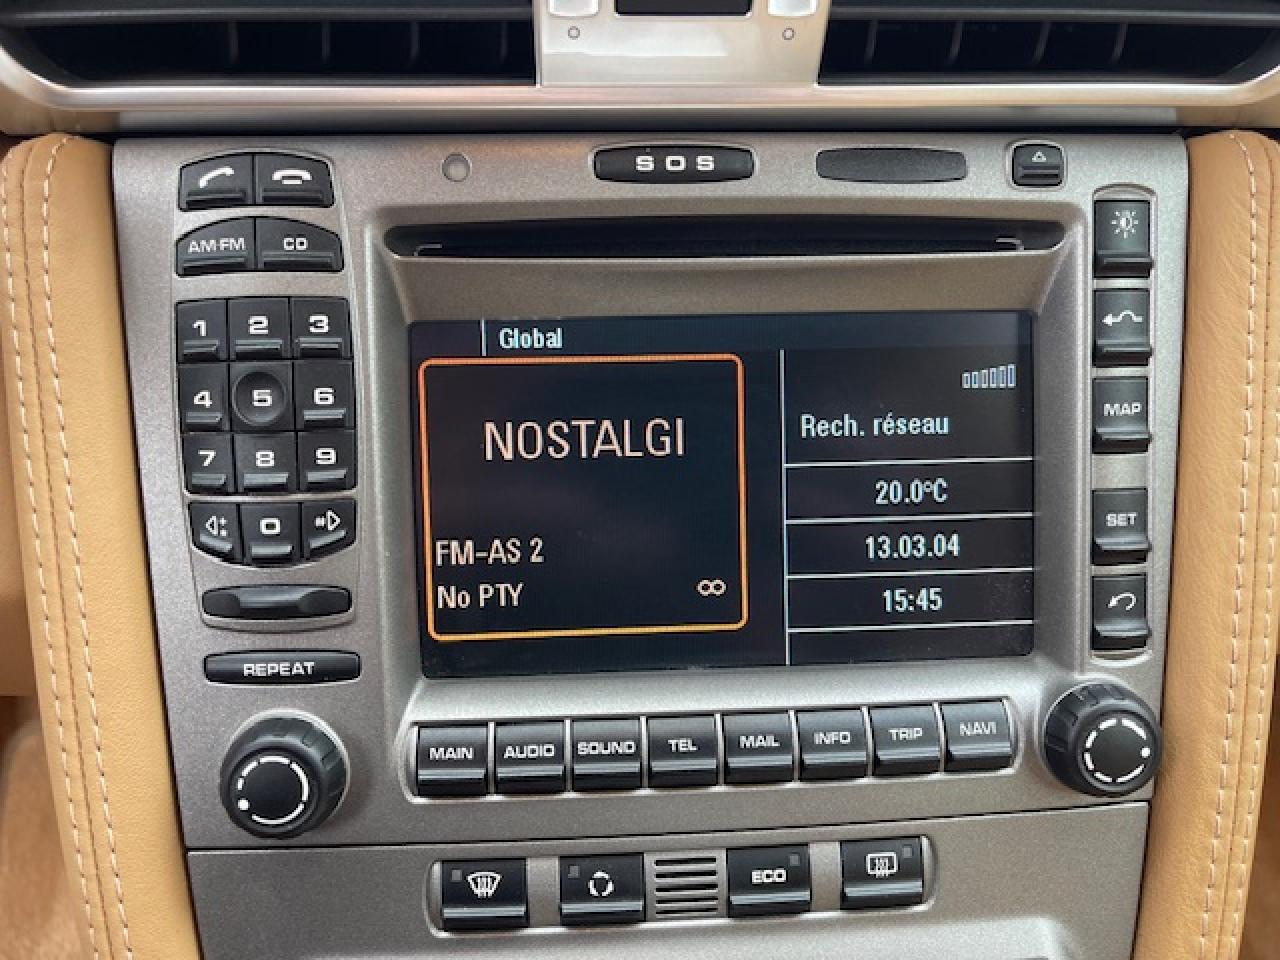 SOS
AM·FM CD
1 2 3
4 5 6
7 8 9
0
REPEAT
Global
NOSTALGI
FM-AS 2
No PTY
Rech. réseau
20.0°C
13.03.04
15:45
MAP
SET
MAIN AUDIO SOUND TEL MAIL INFO TRIP NAVI
ECO